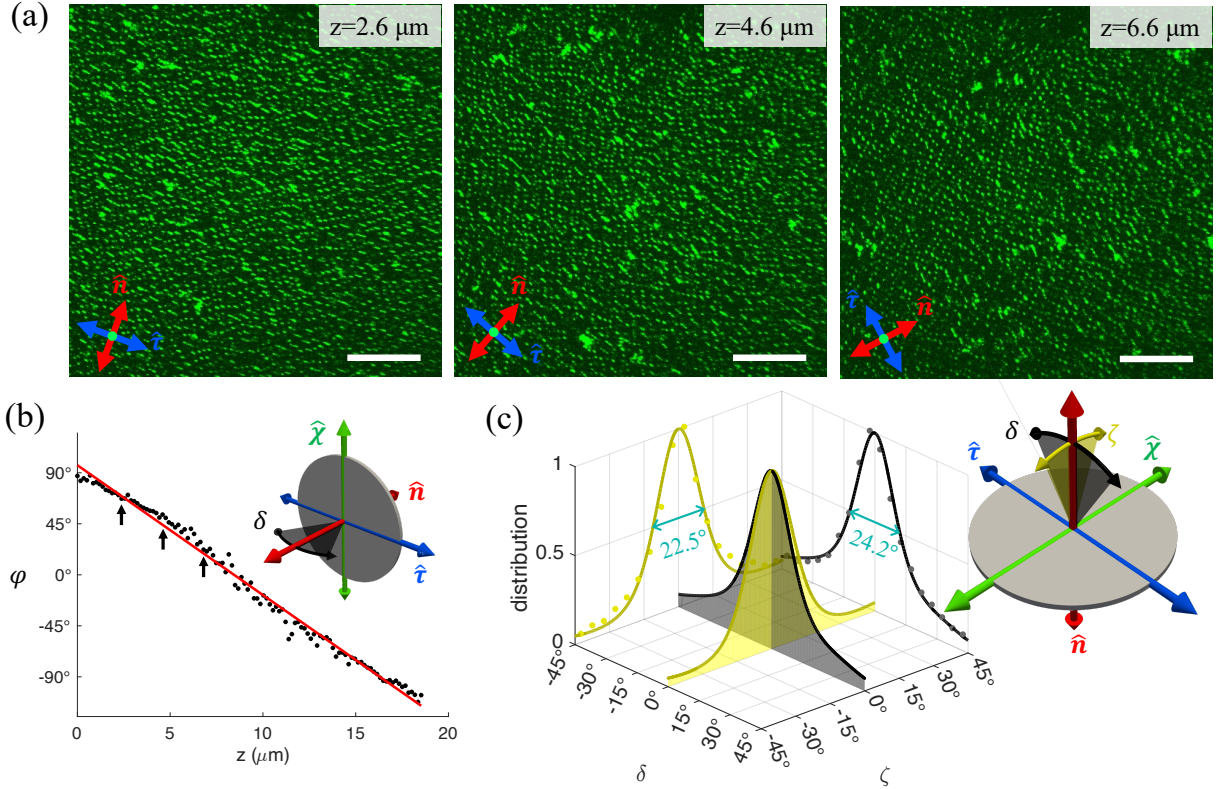 (a)
z=2.6 μm
z=4.6 μm
z=6.6 μm
n̂
τ̂
n̂
τ̂
τ̂
n̂
(b)
90°
45°
0°
-45°
-90°
φ
0
5
10
15
20
z (μm)
χ̂
n̂
δ
τ̂
(c)
1
0.5
0
distribution
22.5°
24.2°
-45°
-30°
-15°
0°
15°
30°
45°
δ
-45°
-30°
-15°
0°
15°
30°
45°
ζ
δ
ζ
τ̂
χ̂
n̂